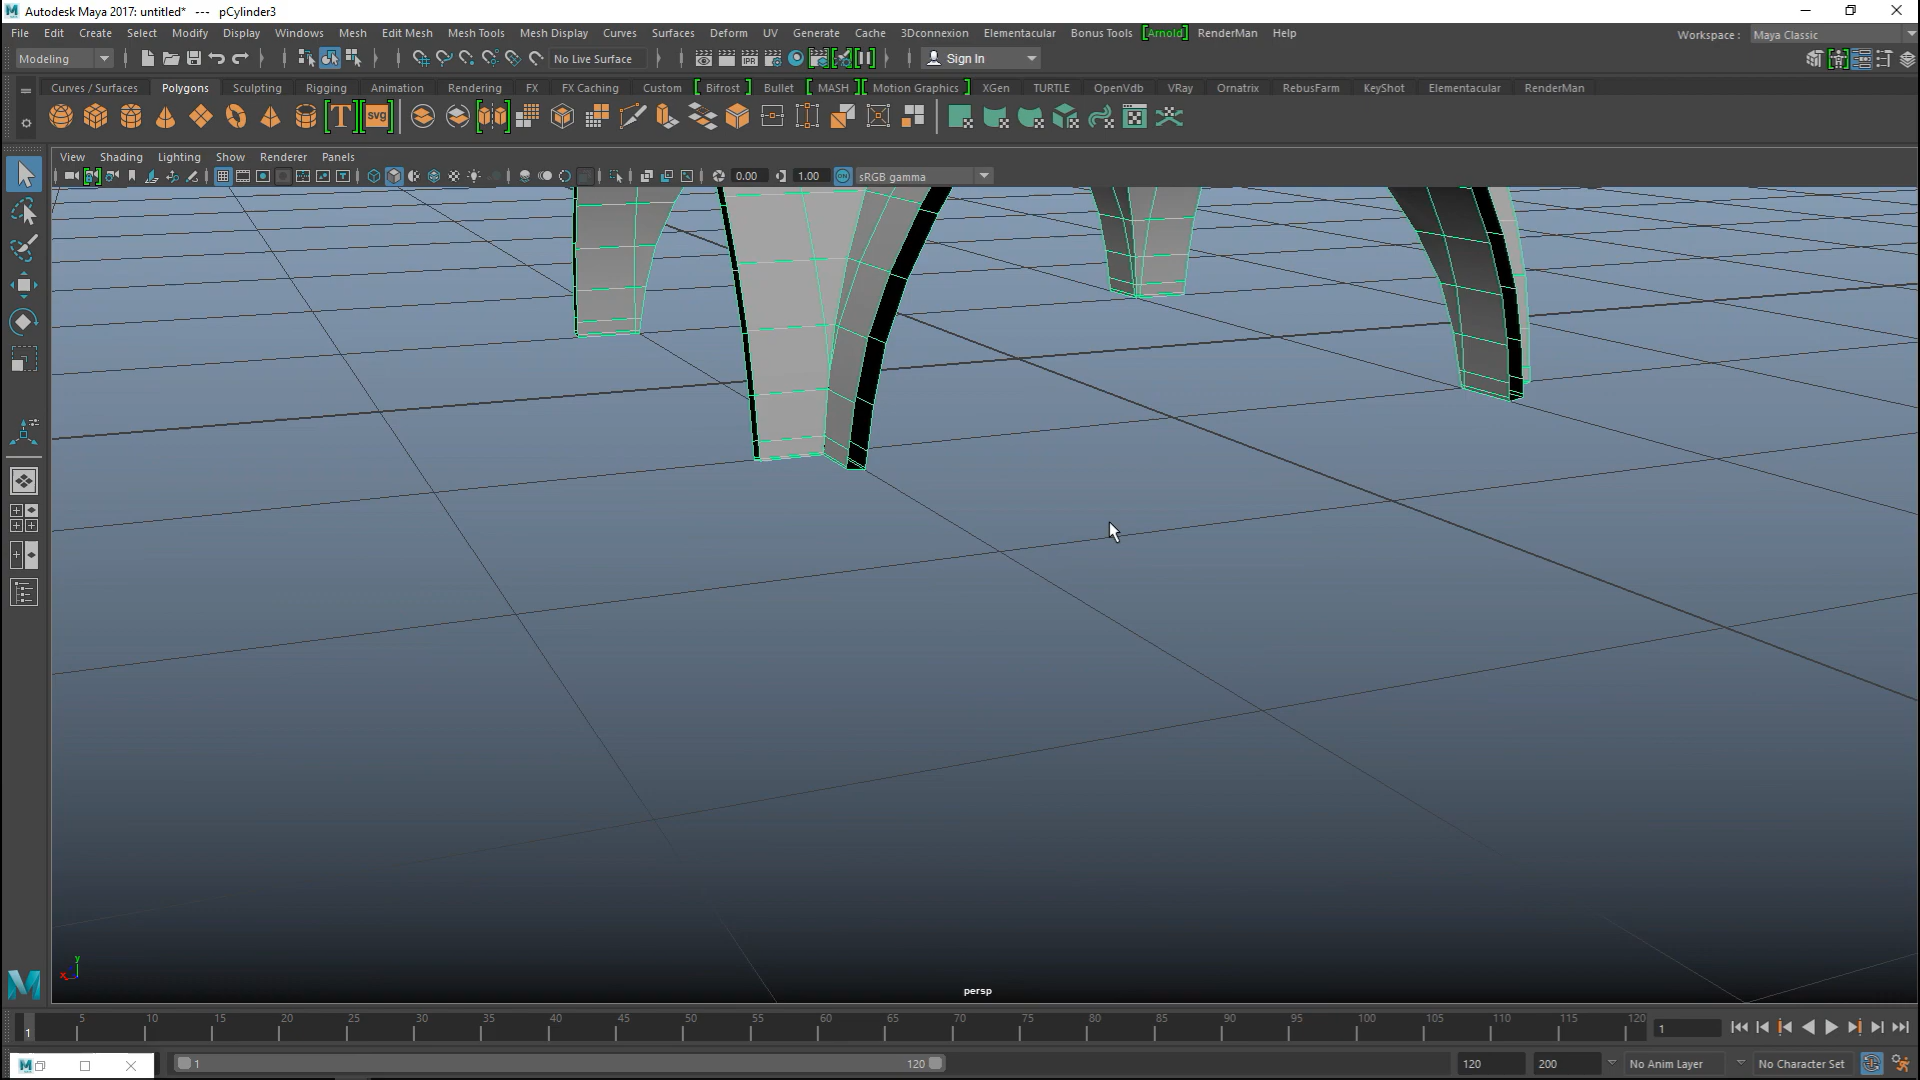 Autodesk Maya 2017: untitled* --- pCylinder3
File Edit Create Select Modify Display Windows Mesh Edit Mesh Mesh Tools Mesh Display Curves Surfaces Deform UV Generate Cache 3Dconnexion Elementacular Bonus Tools [Arnold] RenderMan Help Workspace : Maya Classic
Modeling No Live Surface Sign In
Curves / Surfaces Polygons Sculpting Rigging Animation Rendering FX FX Caching Custom [ Bifrost ] Bullet [ MASH ][ Motion Graphics ] XGen TURTLE OpenVdb VRay Ornatrix RebusFarm KeyShot Elementacular RenderMan
T svg
View Shading Lighting Show Renderer Panels
0.00 1.00 ON sRGB gamma
y
x
persp
5 10 15 20 25 30 35 40 45 50 55 60 65 70 75 80 85 90 95 100 105 110 115 120
1 1
1 120 120 200 No Anim Layer No Character Set